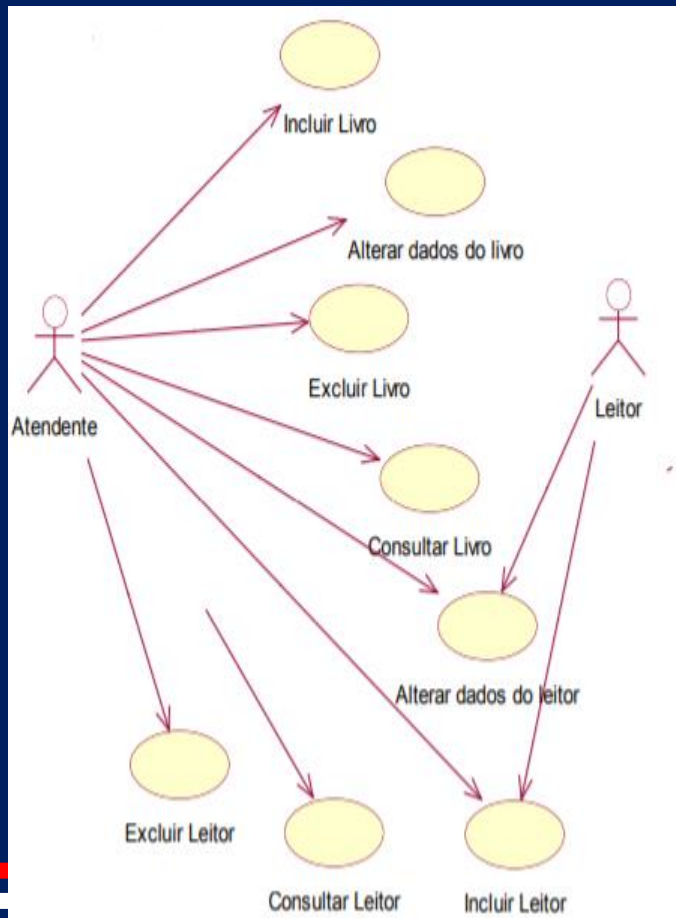 Incluir Livro
Alterar dados do livro
Excluir Livro
Atendente
Leitor
Consultar Livro
Alterar dados do leitor
Excluir Leitor
Consultar Leitor
Incluir Leitor